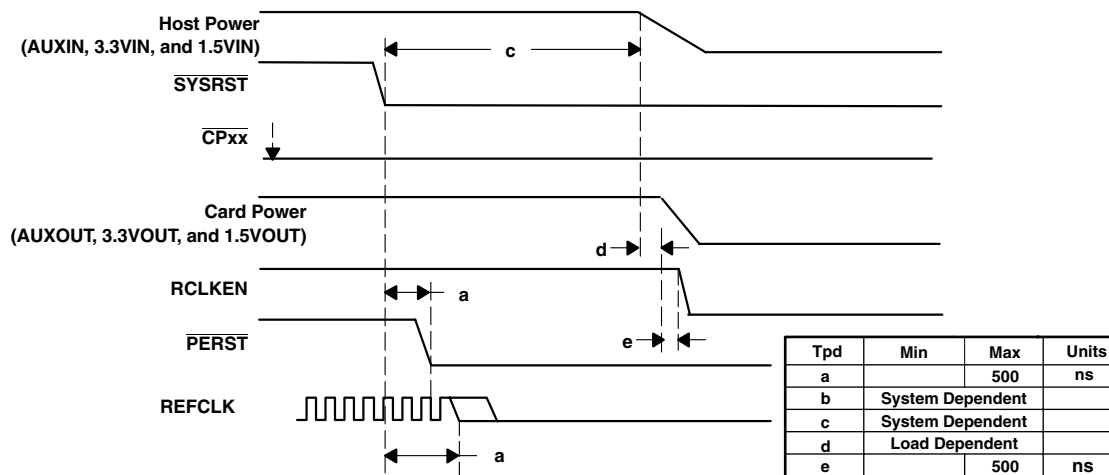 Host Power
(AUXIN, 3.3VIN, and 1.5VIN)
c
SYSRST
CPxx
Card Power
(AUXOUT, 3.3VOUT, and 1.5VOUT)
d
RCLKEN
a
PERST
e
REFCLK
a
Tpd Min Max Units
a 500 ns
b System Dependent
c System Dependent
d Load Dependent
e 500 ns